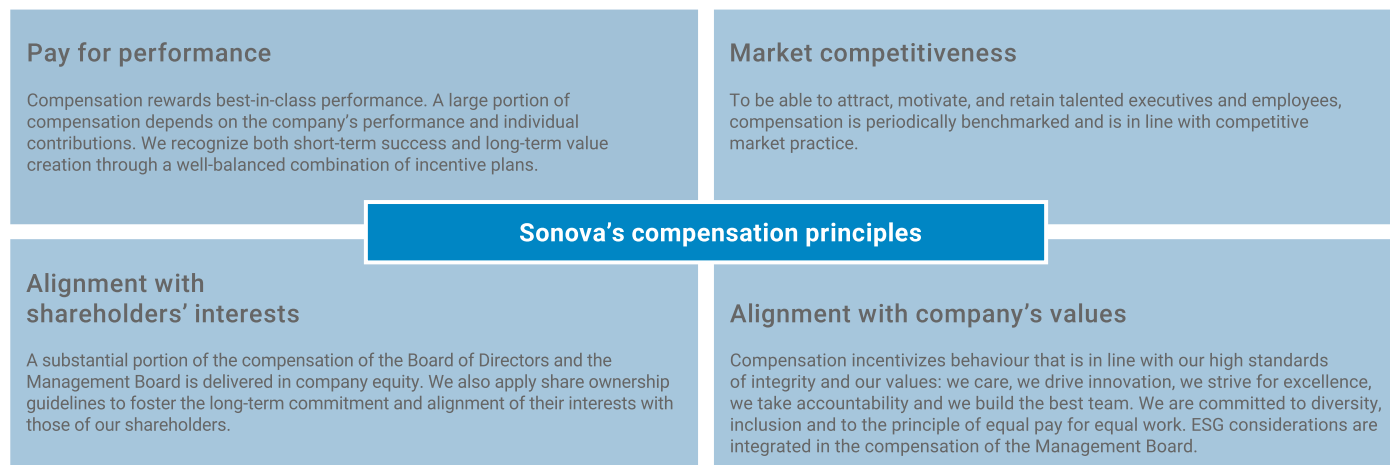 Pay for performance
Compensation rewards best-in-class performance. A large portion of
compensation depends on the company’s performance and individual
contributions. We recognize both short-term success and long-term value
creation through a well-balanced combination of incentive plans.
Market competitiveness
To be able to attract, motivate, and retain talented executives and employees,
compensation is periodically benchmarked and is in line with competitive
market practice.
Sonova’s compensation principles
Alignment with
shareholders’ interests
A substantial portion of the compensation of the Board of Directors and the
Management Board is delivered in company equity. We also apply share ownership
guidelines to foster the long-term commitment and alignment of their interests with
those of our shareholders.
Alignment with company’s values
Compensation incentivizes behaviour that is in line with our high standards
of integrity and our values: we care, we drive innovation, we strive for excellence,
we take accountability and we build the best team. We are committed to diversity,
inclusion and to the principle of equal pay for equal work. ESG considerations are
integrated in the compensation of the Management Board.